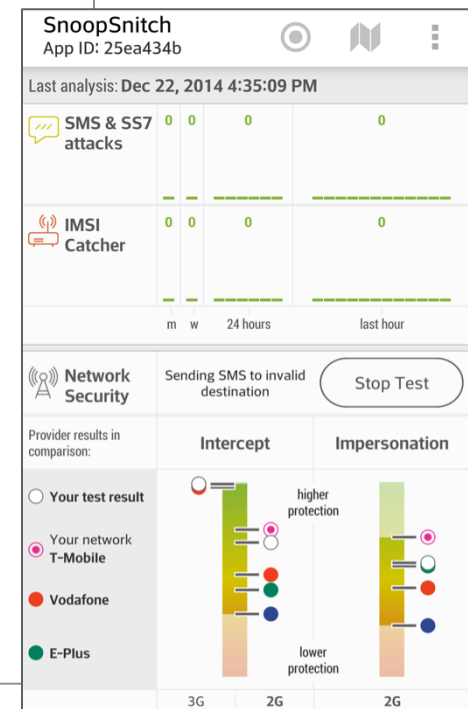 SnoopSnitch
App ID: 25ea434b
Last analysis: Dec 22, 2014 4:35:09 PM
SMS & SS7
attacks
0 0 0 0
IMSI
Catcher
0 0 0 0
m w 24 hours last hour
Network
Security
Sending SMS to invalid
destination
Stop Test
Provider results in
comparison:
Intercept
Impersonation
Your test result
Your network
T-Mobile
Vodafone
E-Plus
higher
protection
lower
protection
3G 2G 2G